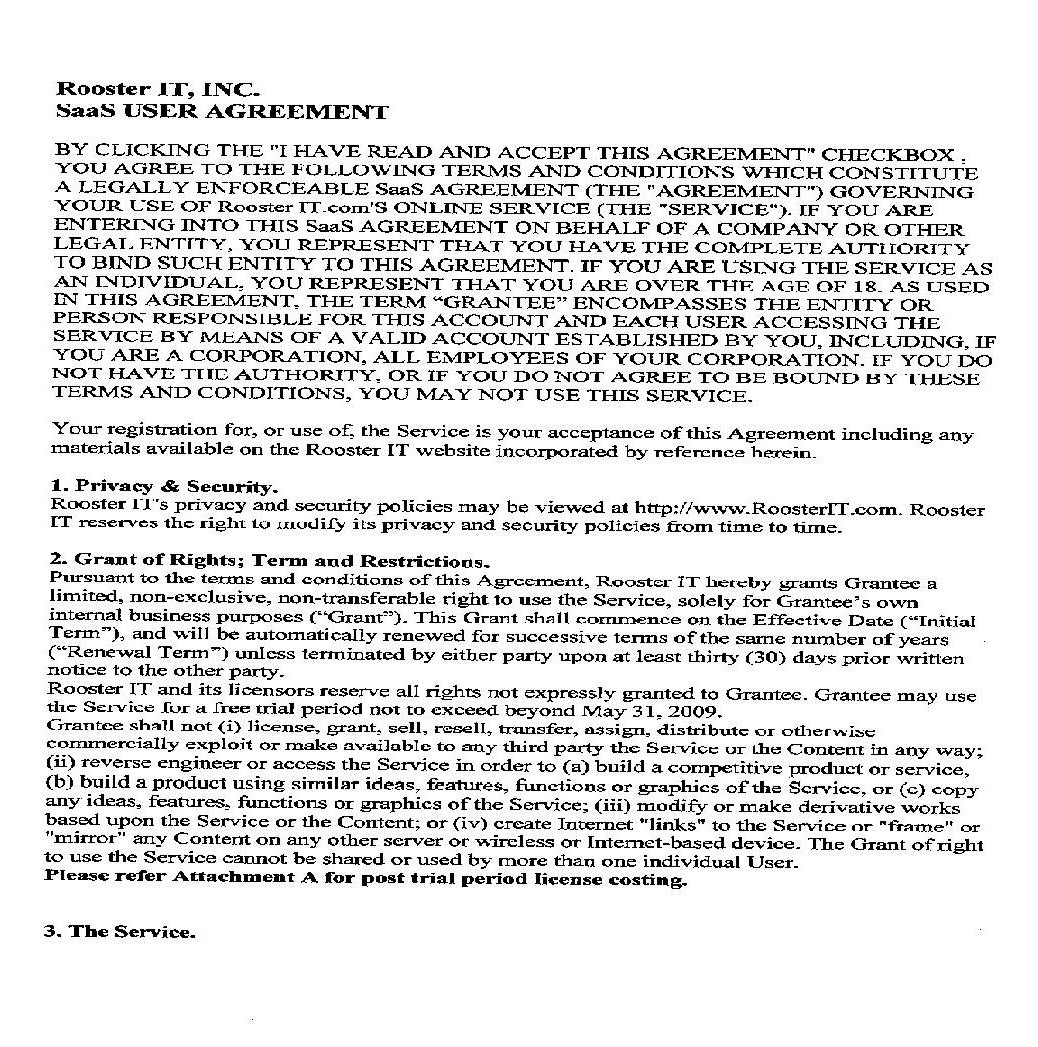 Rooster IT, INC.
SaaS USER AGREEMENT
BY CLICKING THE "I HAVE READ AND ACCEPT THIS AGREEMENT" CHECKBOX ,
YOU AGREE TO THE FOLLOWING TERMS AND CONDITIONS WHICH CONSTITUTE
A LEGALLY ENFORCEABLE SaaS AGREEMENT (THE "AGREEMENT") GOVERNING
YOUR USE OF Rooster IT.com'S ONLINE SERVICE (THE "SERVICE"). IF YOU ARE
ENTERING INTO THIS SaaS AGREEMENT ON BEHALF OF A COMPANY OR OTHER
LEGAL ENTITY, YOU REPRESENT THAT YOU HAVE THE COMPLETE AUTHORITY
TO BIND SUCH ENTITY TO THIS AGREEMENT. IF YOU ARE USING THE SERVICE AS
AN INDIVIDUAL, YOU REPRESENT THAT YOU ARE OVER THE AGE OF 18. AS USED
IN THIS AGREEMENT, THE TERM “GRANTEE” ENCOMPASSES THE ENTITY OR
PERSON RESPONSIBLE FOR THIS ACCOUNT AND EACH USER ACCESSING THE
SERVICE BY MEANS OF A VALID ACCOUNT ESTABLISHED BY YOU, INCLUDING, IF
YOU ARE A CORPORATION, ALL EMPLOYEES OF YOUR CORPORATION. IF YOU DO
NOT HAVE THE AUTHORITY, OR IF YOU DO NOT AGREE TO BE BOUND BY THESE
TERMS AND CONDITIONS, YOU MAY NOT USE THIS SERVICE.
Your registration for, or use of, the Service is your acceptance of this Agreement including any
materials available on the Rooster IT website incorporated by reference herein.
1. Privacy & Security.
Rooster IT's privacy and security policies may be viewed at http://www.RoosterIT.com. Rooster
IT reserves the right to modify its privacy and security policies from time to time.
2. Grant of Rights; Term and Restrictions.
Pursuant to the terms and conditions of this Agreement, Rooster IT hereby grants Grantee a
limited, non-exclusive, non-transferable right to use the Service, solely for Grantee’s own
internal business purposes (“Grant”). This Grant shall commence on the Effective Date (“Initial
Term”), and will be automatically renewed for successive terms of the same number of years
(“Renewal Term”) unless terminated by either party upon at least thirty (30) days prior written
notice to the other party.
Rooster IT and its licensors reserve all rights not expressly granted to Grantee. Grantee may use
the Service for a free trial period not to exceed beyond May 31, 2009.
Grantee shall not (i) license, grant, sell, resell, transfer, assign, distribute or otherwise
commercially exploit or make available to any third party the Service or the Content in any way;
(ii) reverse engineer or access the Service in order to (a) build a competitive product or service,
(b) build a product using similar ideas, features, functions or graphics of the Service, or (c) copy
any ideas, features, functions or graphics of the Service; (iii) modify or make derivative works
based upon the Service or the Content; or (iv) create Internet "links" to the Service or "frame" or
"mirror" any Content on any other server or wireless or Internet-based device. The Grant of right
to use the Service cannot be shared or used by more than one individual User.
Please refer Attachment A for post trial period license costing.
3. The Service.